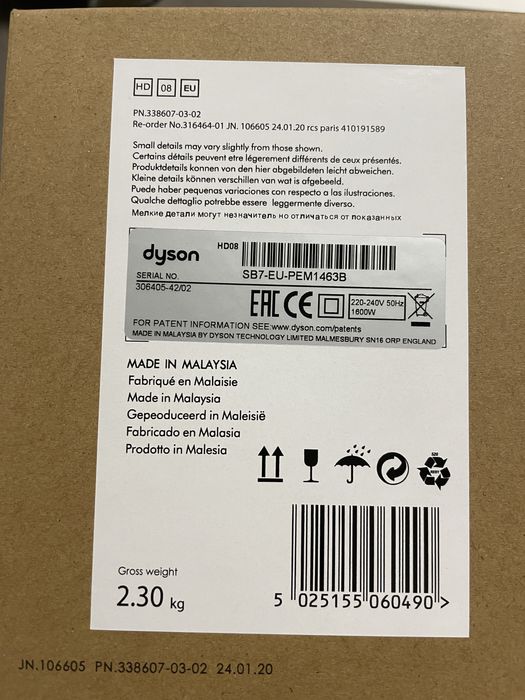 HD 08 EU
PN.338607-03-02
Re-order No.316464-01 JN. 106605 24.01.20 rcs paris 410191589
Small details may vary slightly from those shown.
Certains détails peuvent etre légerement différents de ceux présentés.
Produktdetails konnen von den hier abgebildeten leicht abweichen.
Kleine details können verschillen van wat is afgebeeld.
Puede haber pequenas variaciones con respecto a las ilustraciones.
Qualche dettaglio potrebbe essere leggermente diverso.
Мелкие детали могут незначитель но отличаться от показанных
dyson HD08
SERIAL NO. SB7-EU-PEM1463B
306405-42/02
EAC CE 220-240V 50Hz
1600W
FOR PATENT INFORMATION SEE:www.dyson.com/patents
MADE IN MALAYSIA BY DYSON TECHNOLOGY LIMITED MALMESBURY SN16 ORP ENGLAND
MADE IN MALAYSIA
Fabriqué en Malaisie
Made in Malaysia
Gepeoduceerd in Maleisië
Fabricado en Malasia
Prodotto in Malesia
Gross weight
2.30 kg
5 025155 060490 >
JN.106605 PN.338607-03-02 24.01.20